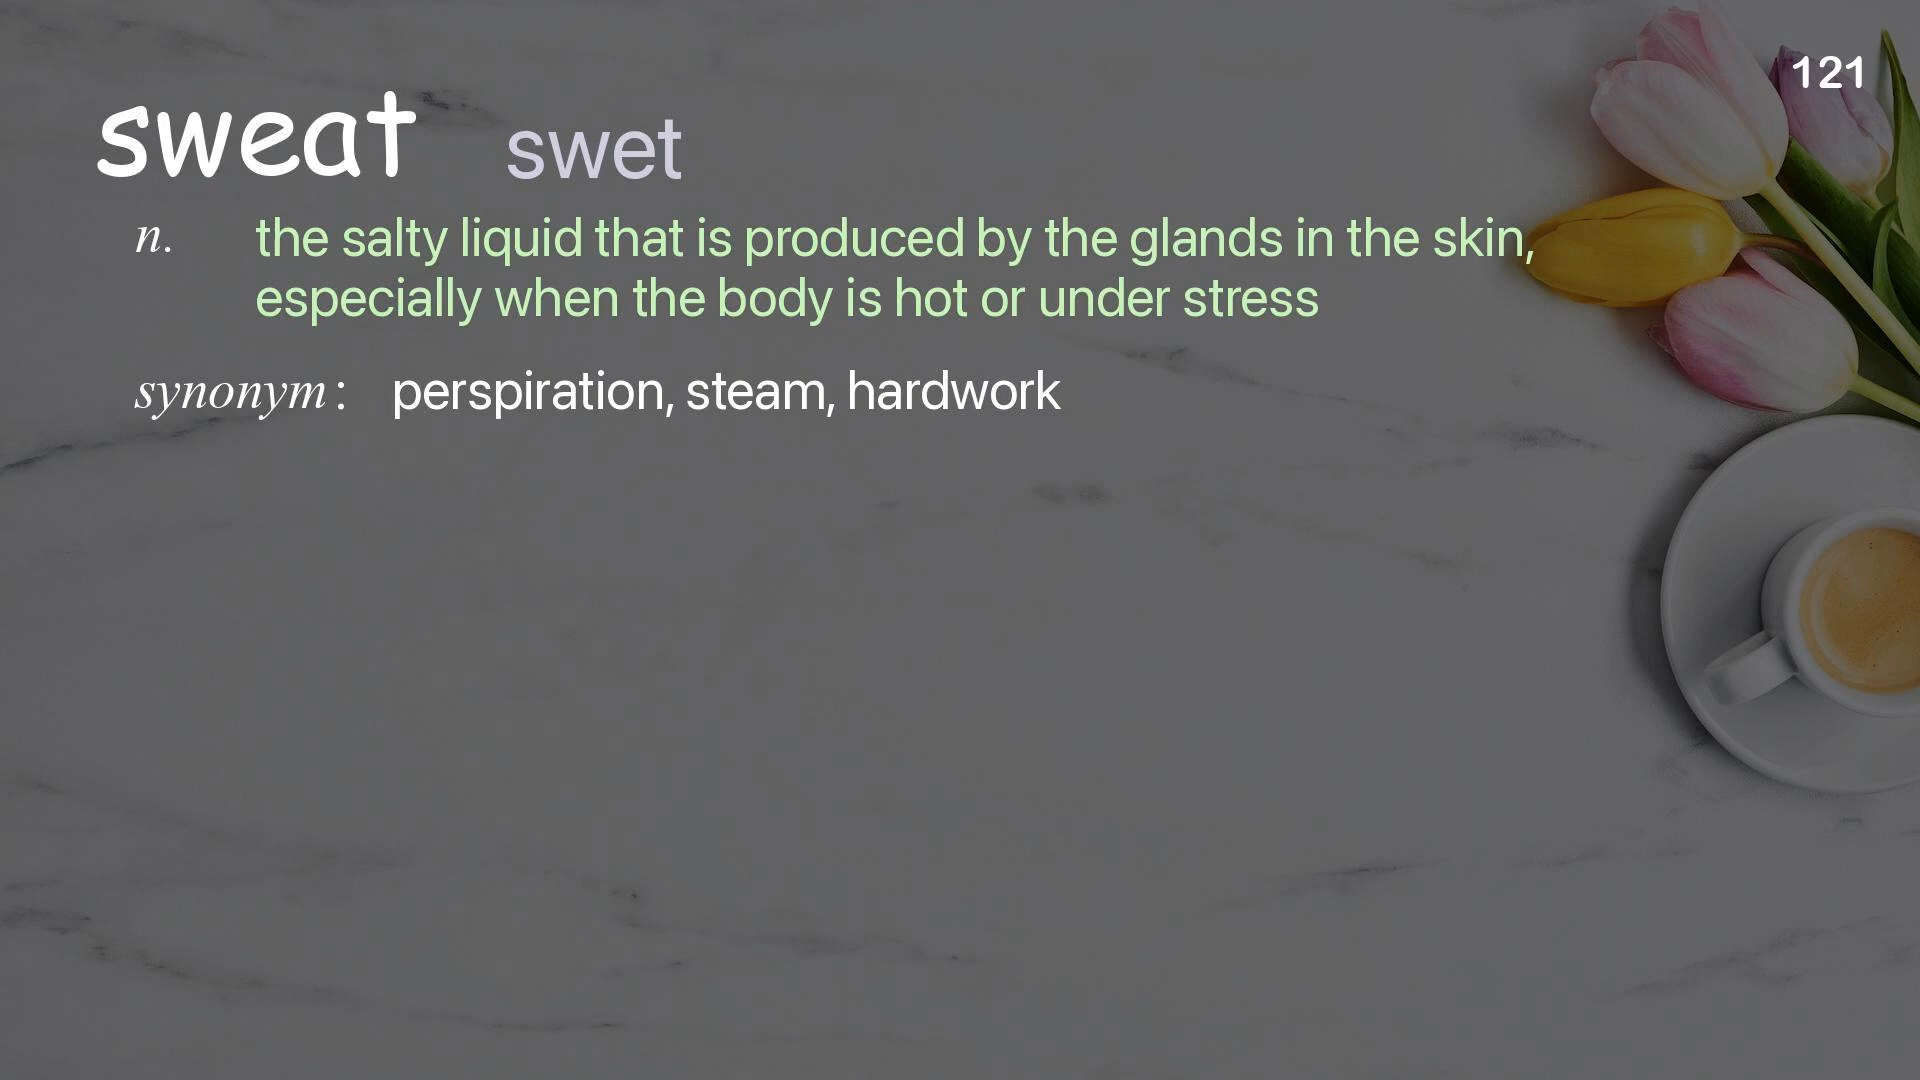 121
sweat swet
n. the salty liquid that is produced by the glands in the skin,
especially when the body is hot or under stress
synonym : perspiration, steam, hardwork